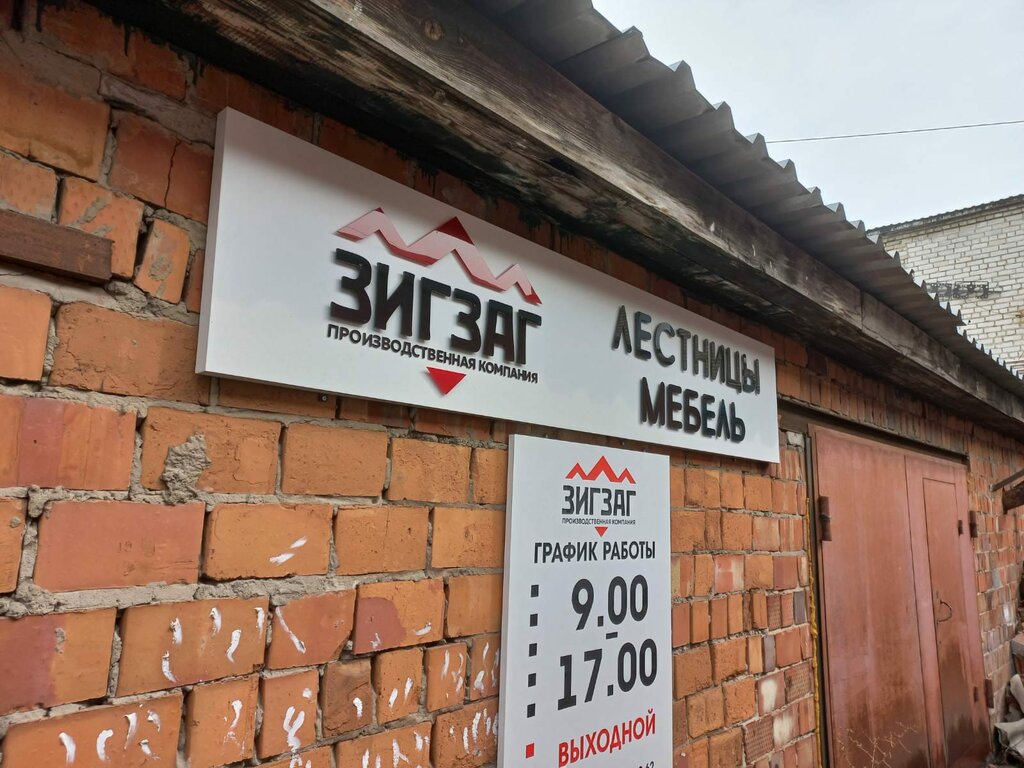 ЗИГЗАГ
ПРОИЗВОДСТВЕННАЯ КОМПАНИЯ
ЛЕСТНИЦЫ
МЕБЕЛЬ
ЗИГЗАГ
ПРОИЗВОДСТВЕННАЯ КОМПАНИЯ
ГРАФИК РАБОТЫ
9.00
-
17.00
ВЫХОДНОЙ